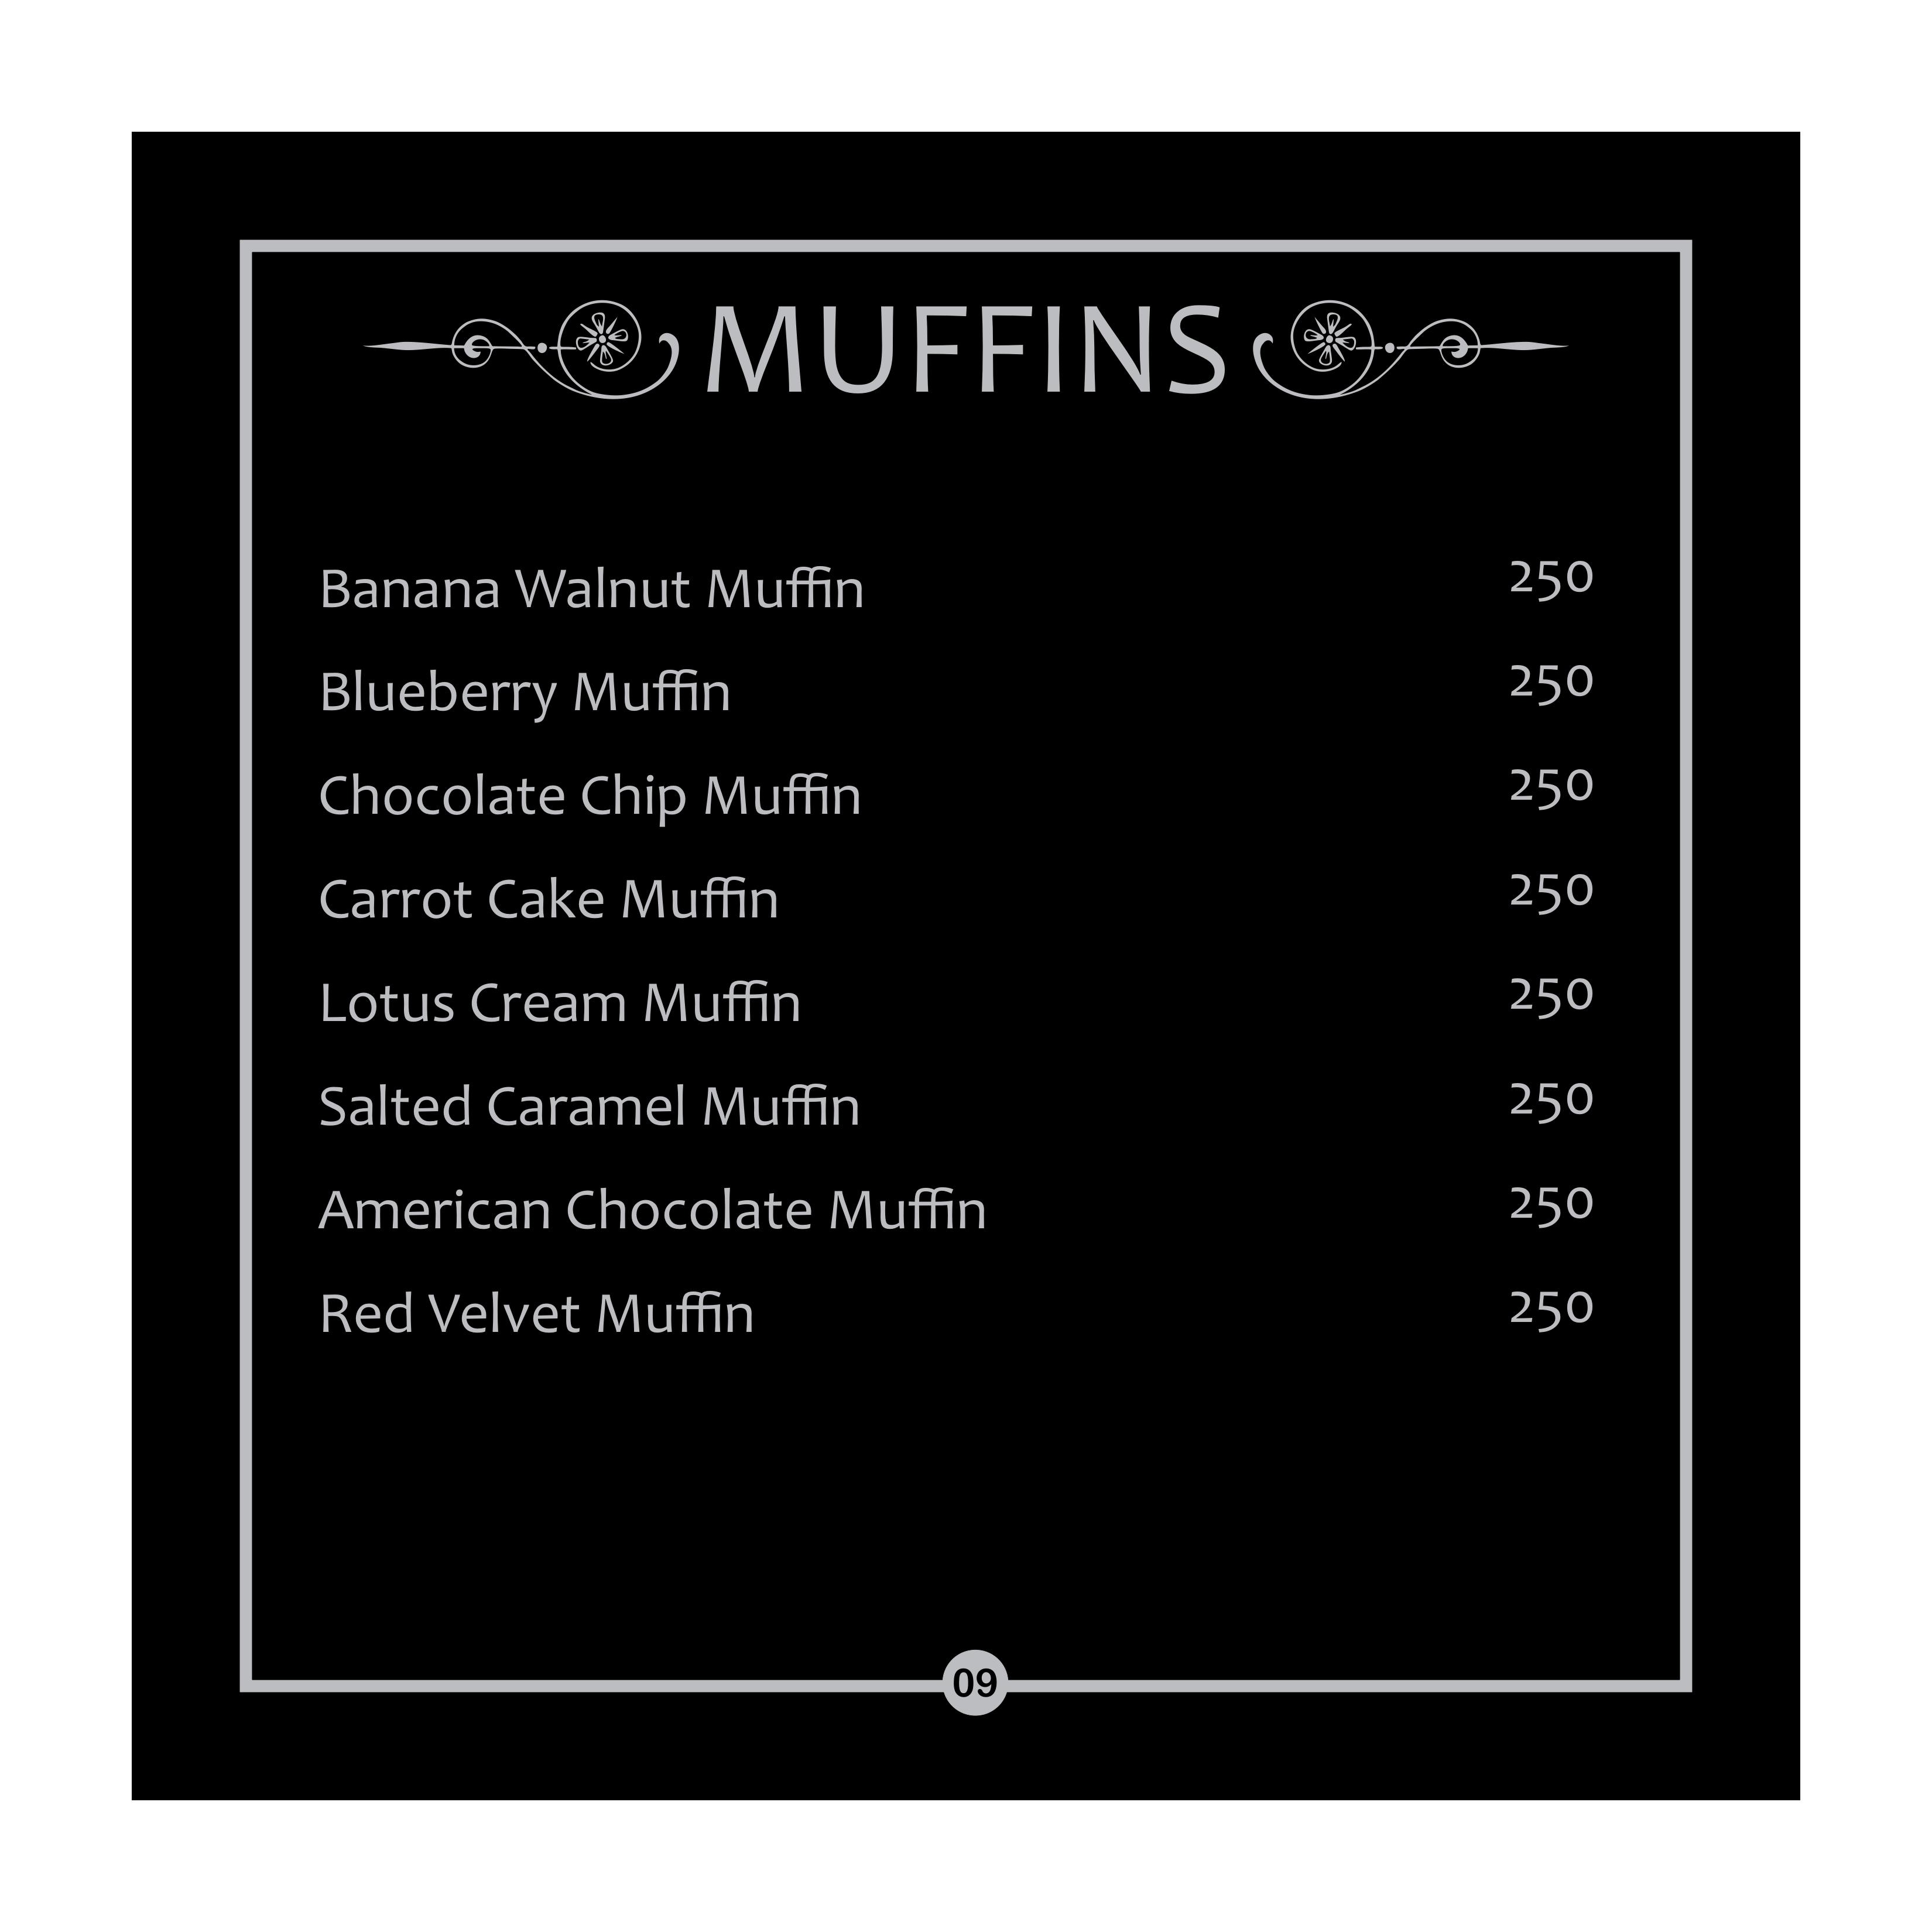 MUFFINS
Banana Walnut Muffin 250
Blueberry Muffin 250
Chocolate Chip Muffin 250
Carrot Cake Muffin 250
Lotus Cream Muffin 250
Salted Caramel Muffin 250
American Chocolate Muffin 250
Red Velvet Muffin 250
09